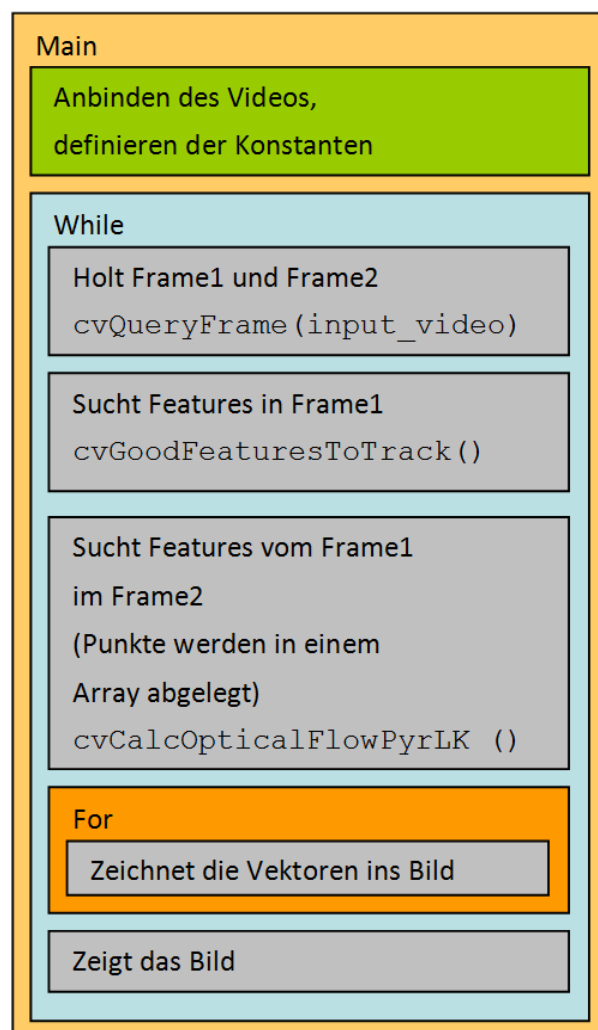 Main
Anbinden des Videos,
definieren der Konstanten
While
Holt Frame1 und Frame2
cvQueryFrame(input_video)
Sucht Features in Frame1
cvGoodFeaturesToTrack()
Sucht Features vom Frame1
im Frame2
(Punkte werden in einem
Array abgelegt)
cvCalcOpticalFlowPyrLK ()
For
Zeichnet die Vektoren ins Bild
Zeigt das Bild